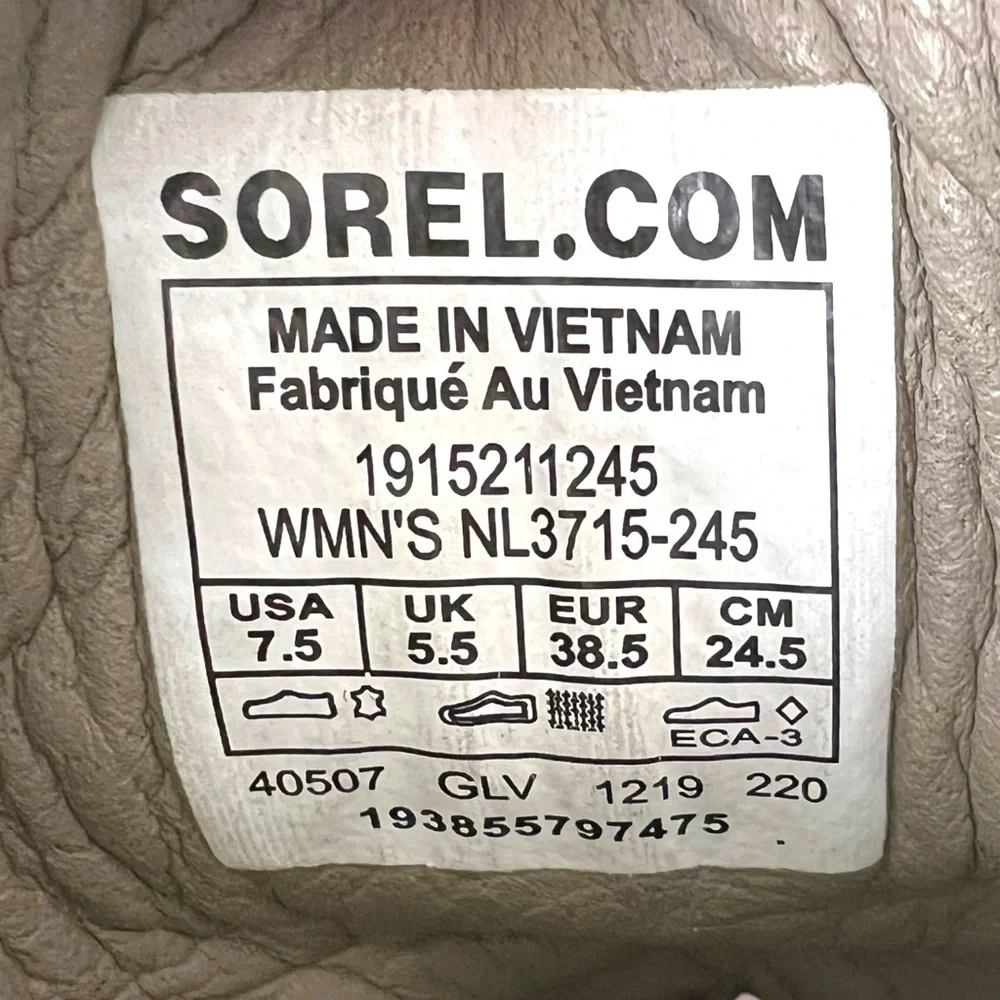 SOREL.COM
MADE IN VIETNAM
Fabriqué Au Vietnam
1915211245
WMN'S NL3715-245
USA UK EUR CM
7.5 5.5 38.5 24.5
ECA-3
40507 GLV 1219 220
193855797475